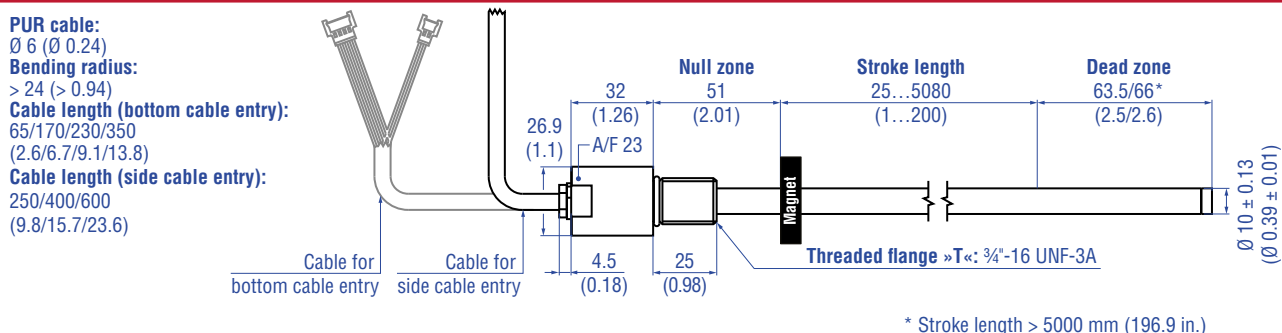 PUR cable:
Ø 6 (Ø 0.24)
Bending radius:
> 24 (> 0.94)
Cable length (bottom cable entry):
65/170/230/350
(2.6/6.7/9.1/13.8)
Cable length (side cable entry):
250/400/600
(9.8/15.7/23.6)
Null zone
51
(2.01)
Stroke length
25…5080
(1…200)
Dead zone
63.5/66*
(2.5/2.6)
32
(1.26)
26.9
(1.1)
A/F 23
Magnet
Ø 10 ± 0.13
(Ø 0.39 ± 0.01)
Cable for
bottom cable entry
Cable for
side cable entry
4.5
(0.18)
25
(0.98)
Threaded flange »T«: ¾"-16 UNF-3A
* Stroke length > 5000 mm (196.9 in.)